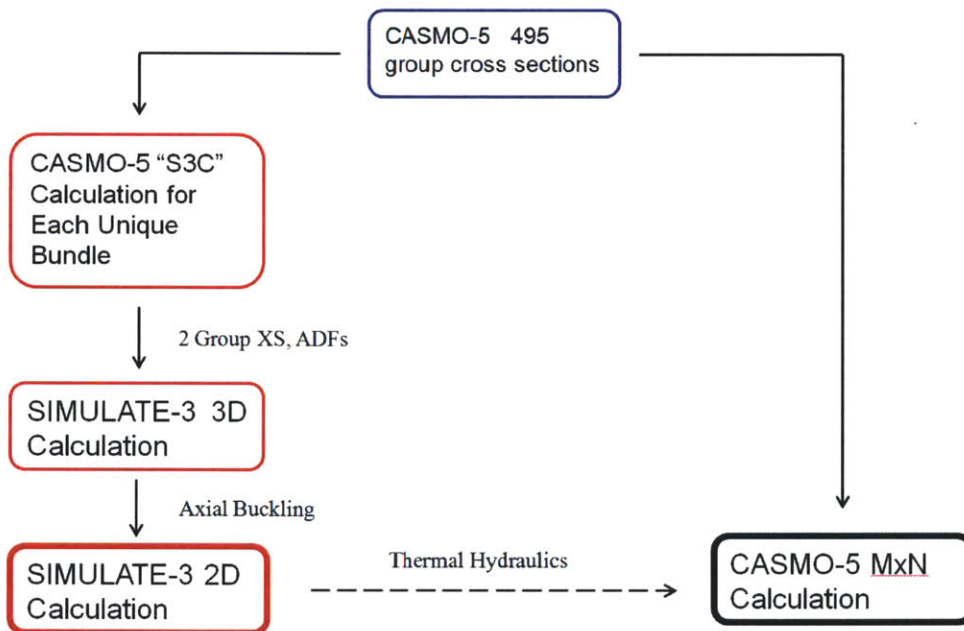 CASMO-5 495
group cross sections
CASMO-5 “S3C”
Calculation for
Each Unique
Bundle
2 Group XS, ADFs
SIMULATE-3 3D
Calculation
Axial Buckling
SIMULATE-3 2D
Calculation
Thermal Hydraulics
CASMO-5 MxN
Calculation